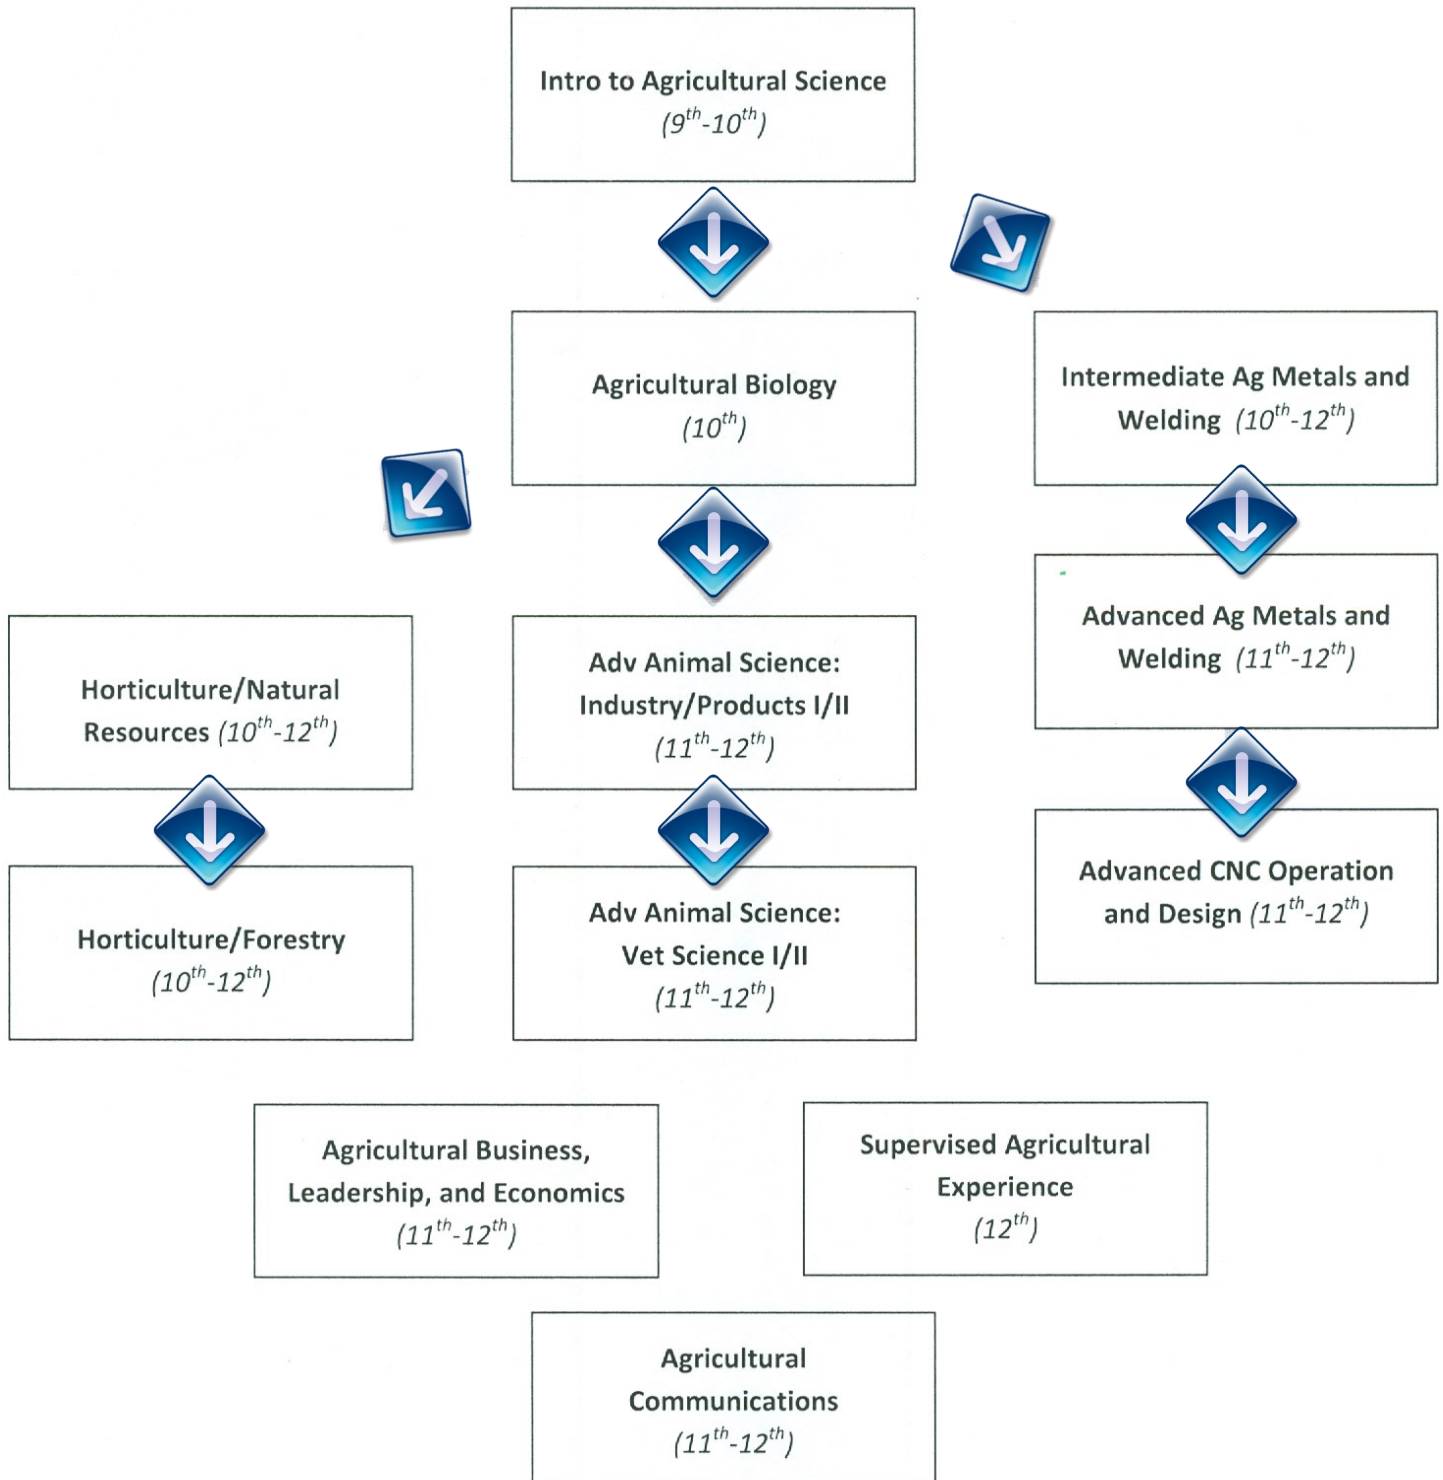 Intro to Agricultural Science
(9th-10th)
Agricultural Biology
(10th)
Intermediate Ag Metals and
Welding (10th-12th)
Advanced Ag Metals and
Welding (11th-12th)
Horticulture/Natural
Resources (10th-12th)
Adv Animal Science:
Industry/Products I/II
(11th-12th)
Advanced CNC Operation
and Design (11th-12th)
Horticulture/Forestry
(10th-12th)
Adv Animal Science:
Vet Science I/II
(11th-12th)
Agricultural Business,
Leadership, and Economics
(11th-12th)
Supervised Agricultural
Experience
(12th)
Agricultural
Communications
(11th-12th)